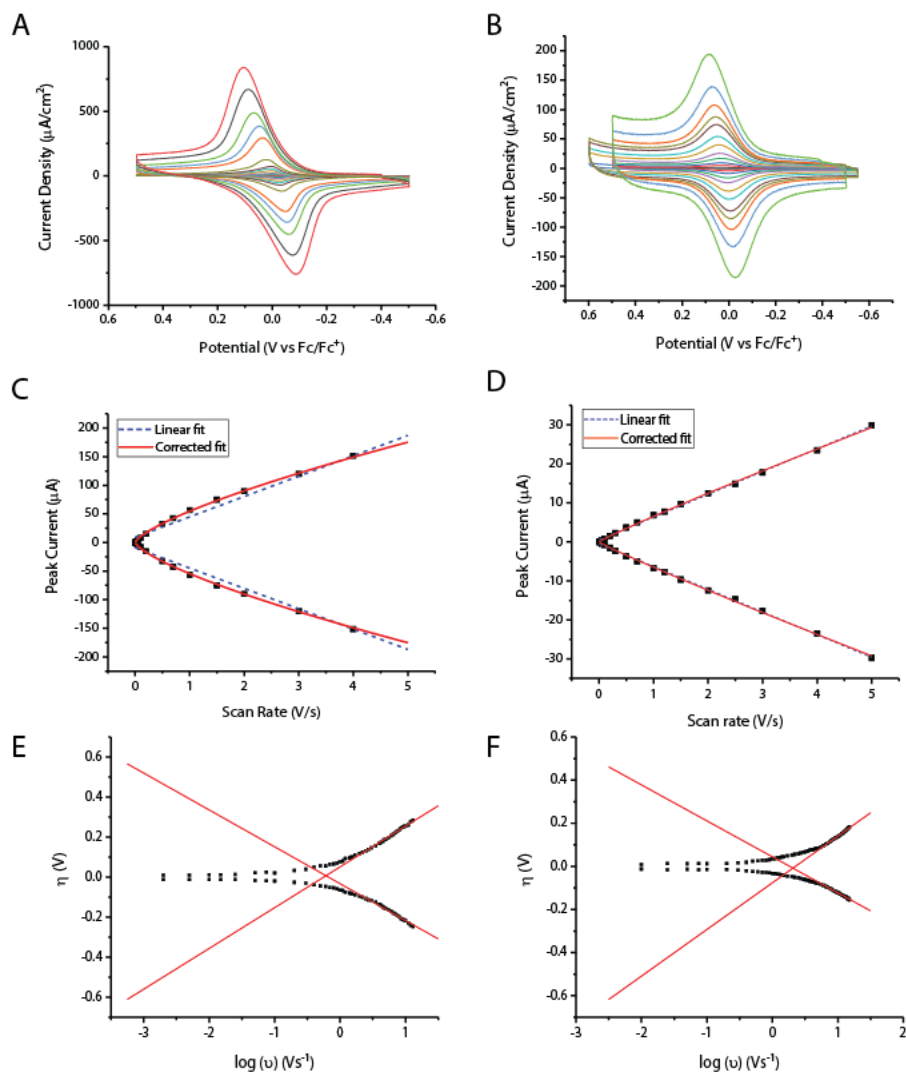 A
Current Density (μA/cm²)
1000
500
0
-500
-1000
0.6 0.4 0.2 0.0 -0.2 -0.4 -0.6
Potential (V vs Fc/Fc⁺)
B
Current Density (μA/cm²)
200
150
100
50
0
-50
-100
-150
-200
0.6 0.4 0.2 0.0 -0.2 -0.4 -0.6
Potential (V vs Fc/Fc⁺)
C
Linear fit
Corrected fit
Peak Current (μA)
200
150
100
50
0
-50
-100
-150
-200
0 1 2 3 4 5
Scan Rate (V/s)
D
Linear fit
Corrected fit
Peak Current (μA)
30
20
10
0
-10
-20
-30
0 1 2 3 4 5
Scan rate (V/s)
E
η (V)
0.6
0.4
0.2
0.0
-0.2
-0.4
-0.6
-3 -2 -1 0 1
log (υ) (Vs⁻¹)
F
η (V)
0.6
0.4
0.2
0.0
-0.2
-0.4
-0.6
-3 -2 -1 0 1 2
log (υ) (Vs⁻¹)